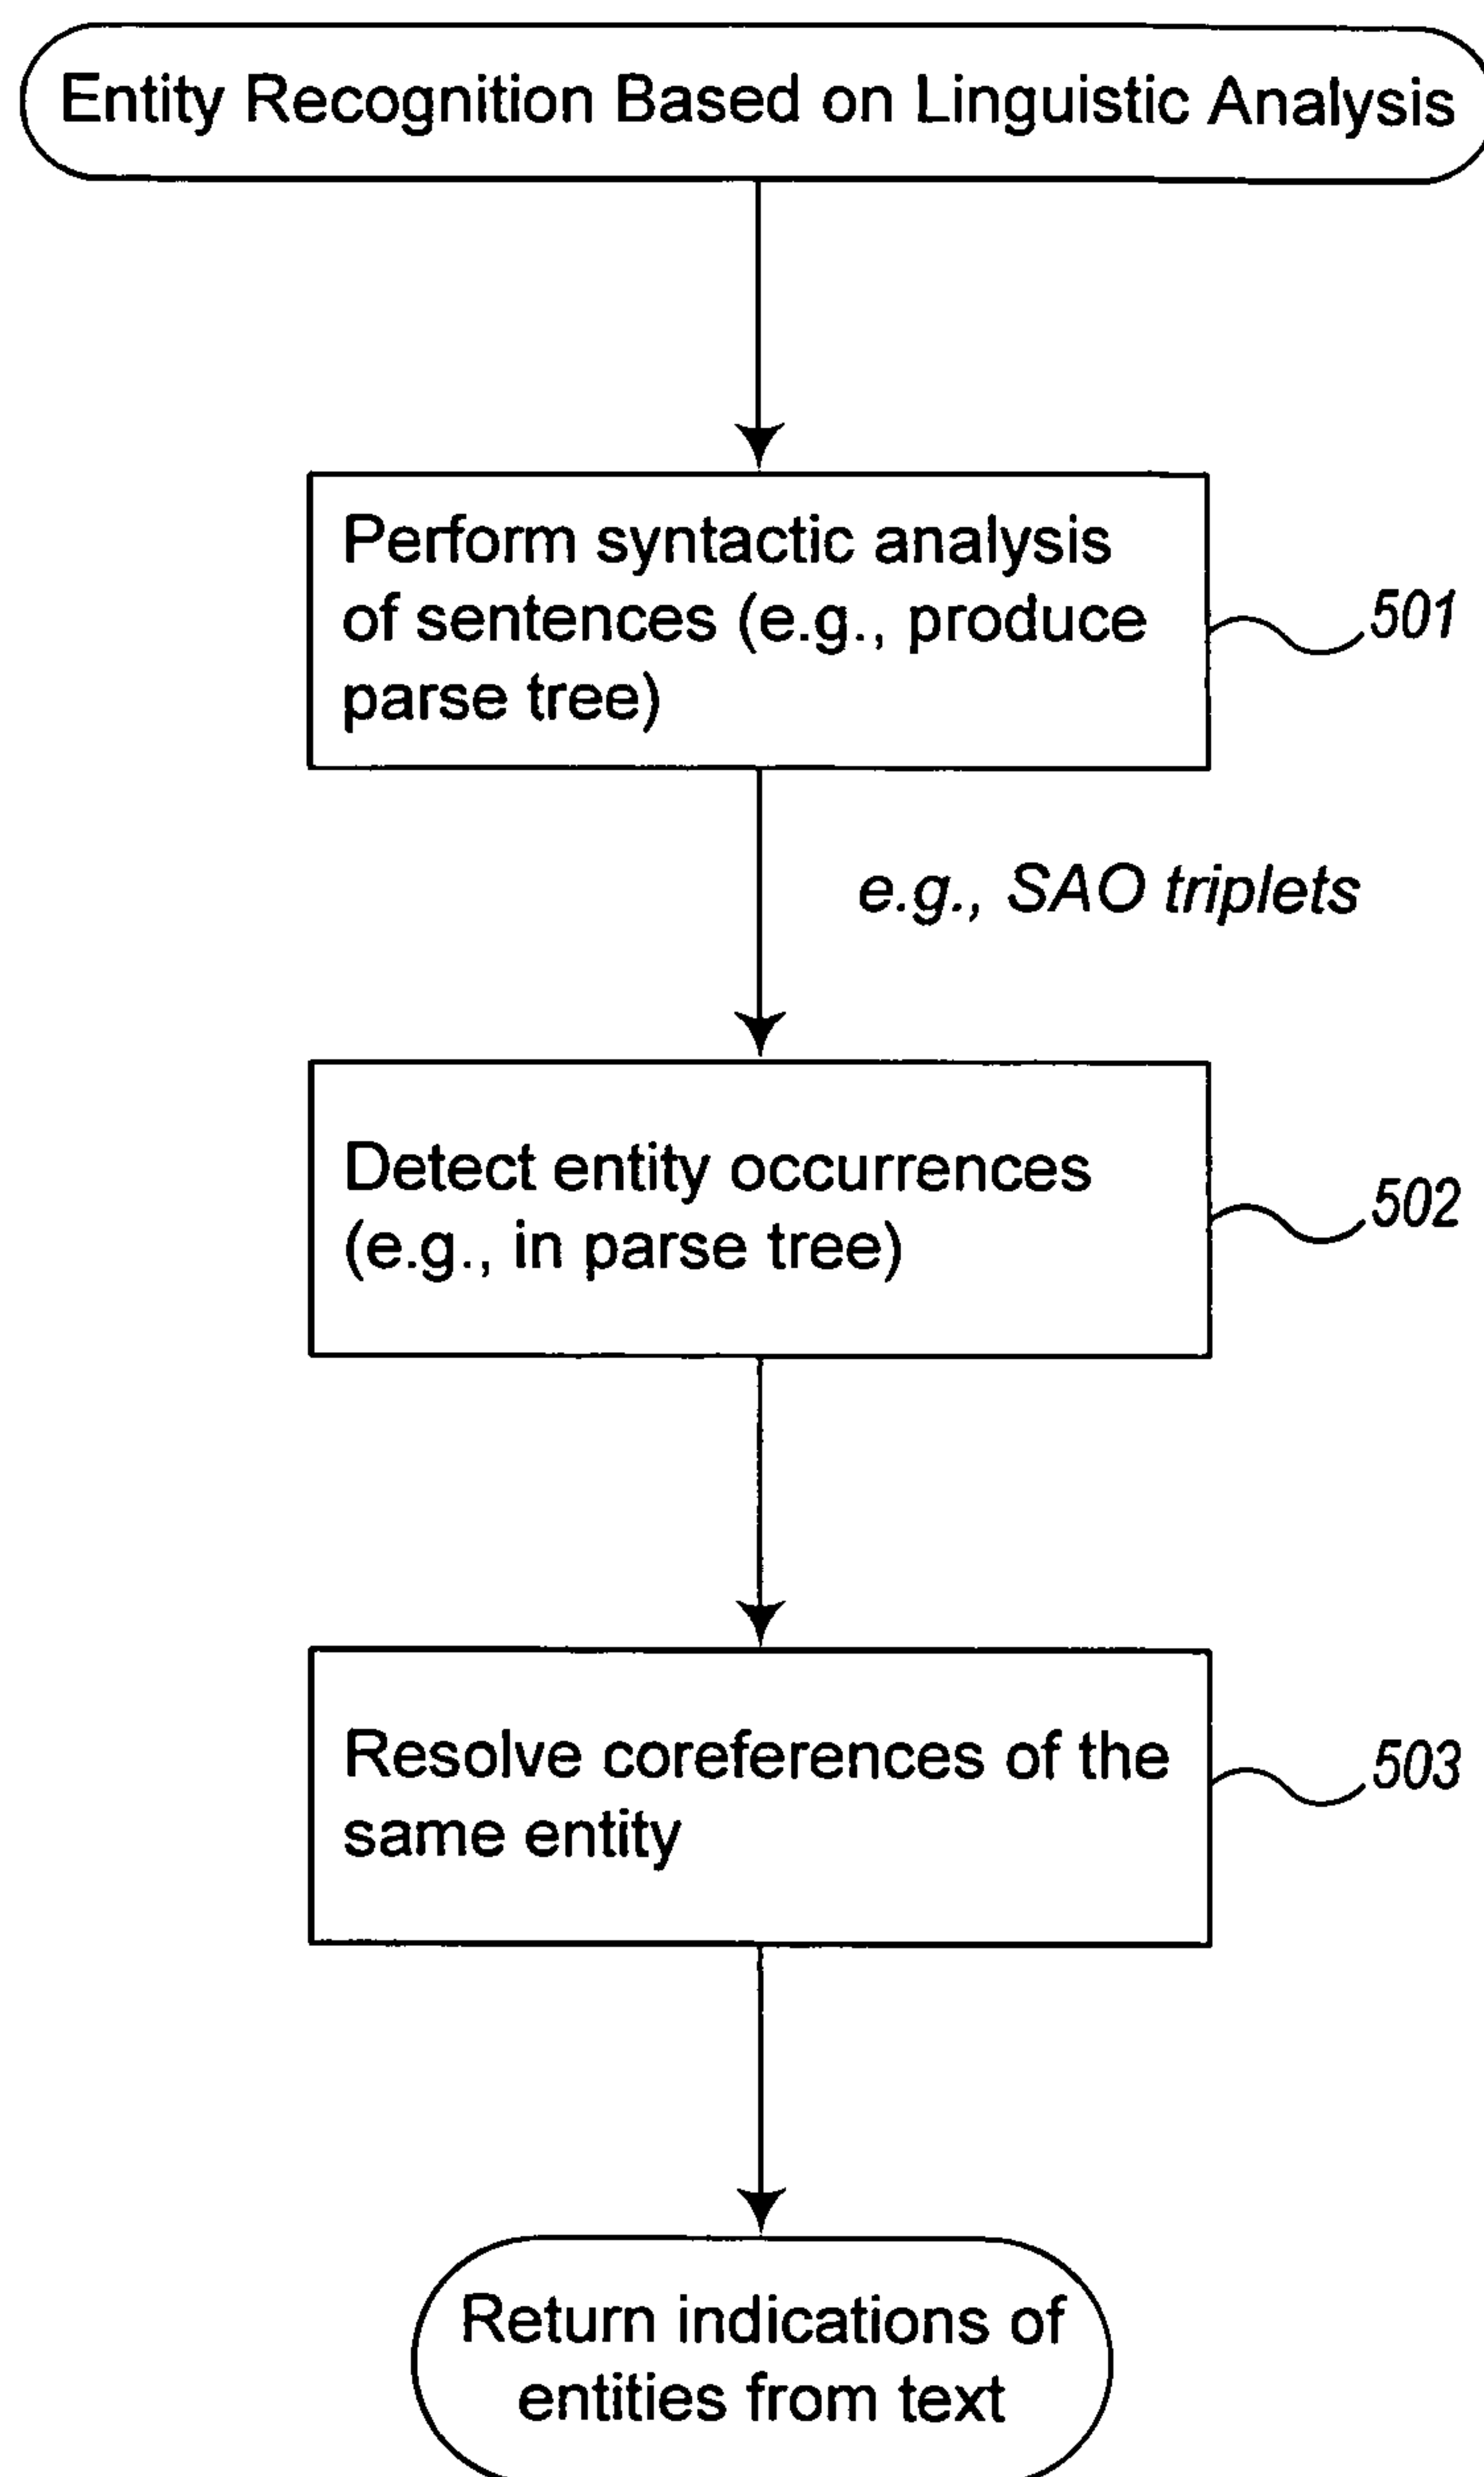 Entity Recognition Based on Linguistic Analysis
Perform syntactic analysis
of sentences (e.g., produce
parse tree)
501
e.g., SAO triplets
Detect entity occurrences
(e.g., in parse tree)
502
Resolve coreferences of the
same entity
503
Return indications of
entities from text